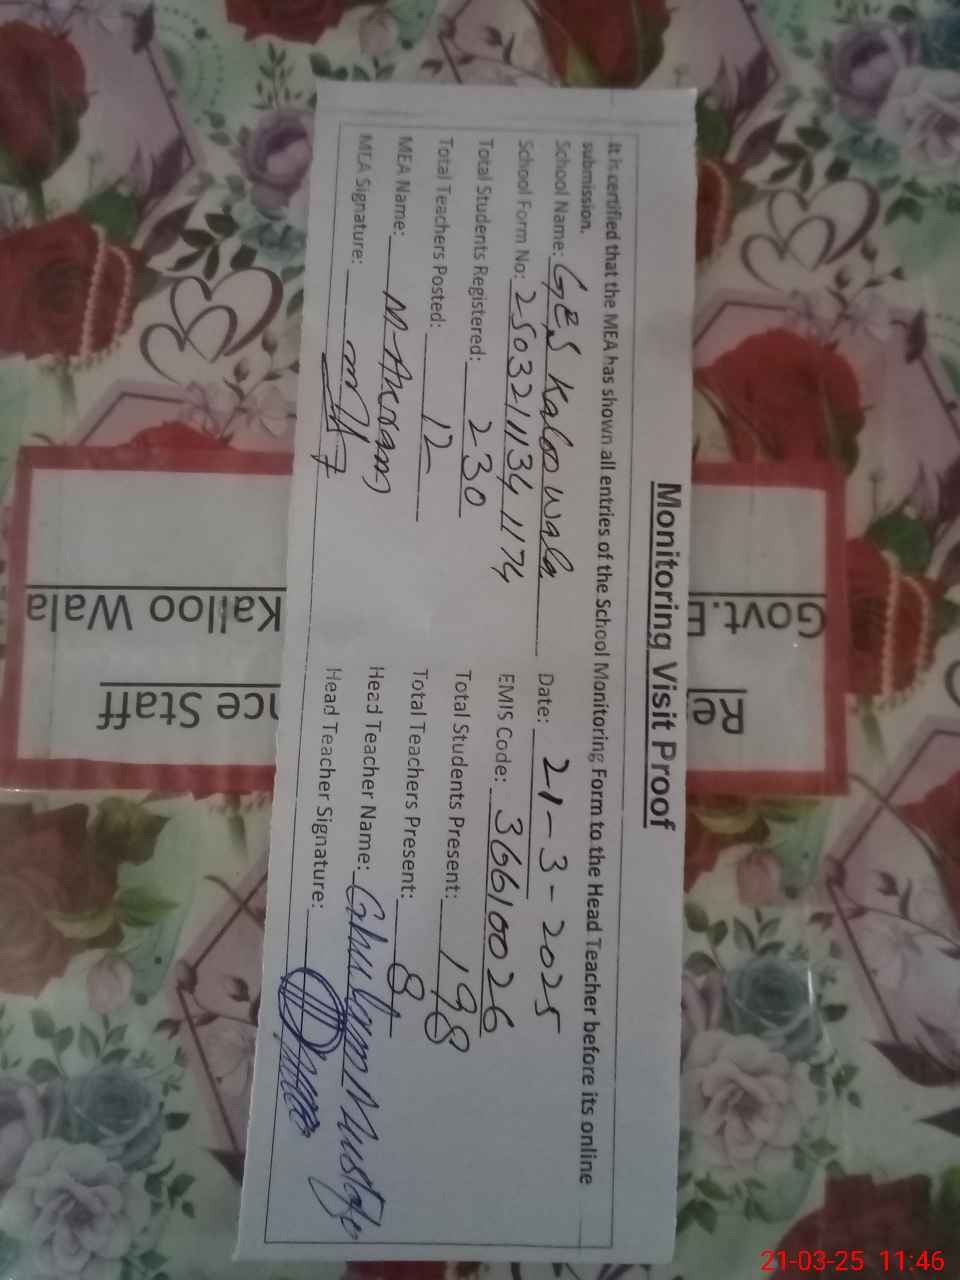 Monitoring Visit Proof
It is certified that the MEA has shown all entries of the School Monitoring Form to the Head Teacher before its online
submission.
School Name: GES Kaloo wala Date: 21-3-2025
School Form No: 25032111341174 EMIS Code: 36610026
Total Students Registered: 230 Total Students Present: 198
Total Teachers Posted: 12 Total Teachers Present: 8
MEA Name: M Akram Head Teacher Name: Ghulam Mustafa
MEA Signature: Head Teacher Signature:
Govt.E
Kalloo Wala
Re
nce Staff
21-03-25 11:46